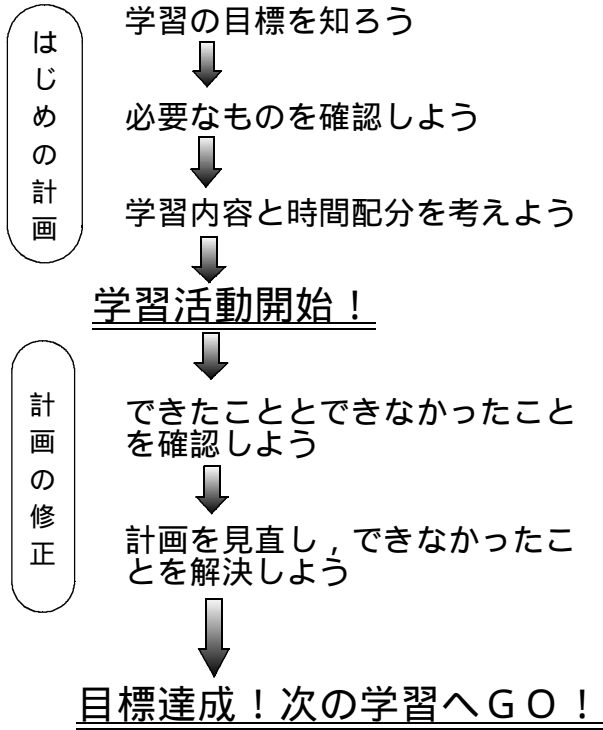 はじめの計画
学習の目標を知ろう
必要なものを確認しよう
学習内容と時間配分を考えよう
学習活動開始！
計画の修正
できたこととできなかったこと
を確認しよう
計画を見直し，できなかったこ
とを解決しよう
目標達成！次の学習へＧＯ！